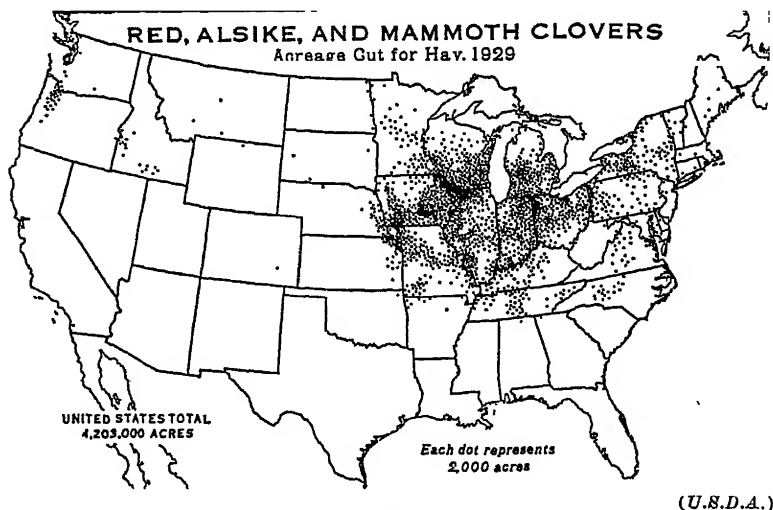 RED, ALSIKE, AND MAMMOTH CLOVERS
Acreage Cut for Hay. 1929
UNITED STATES TOTAL
4,203,000 ACRES
Each dot represents
2,000 acres
(U.S.D.A.)